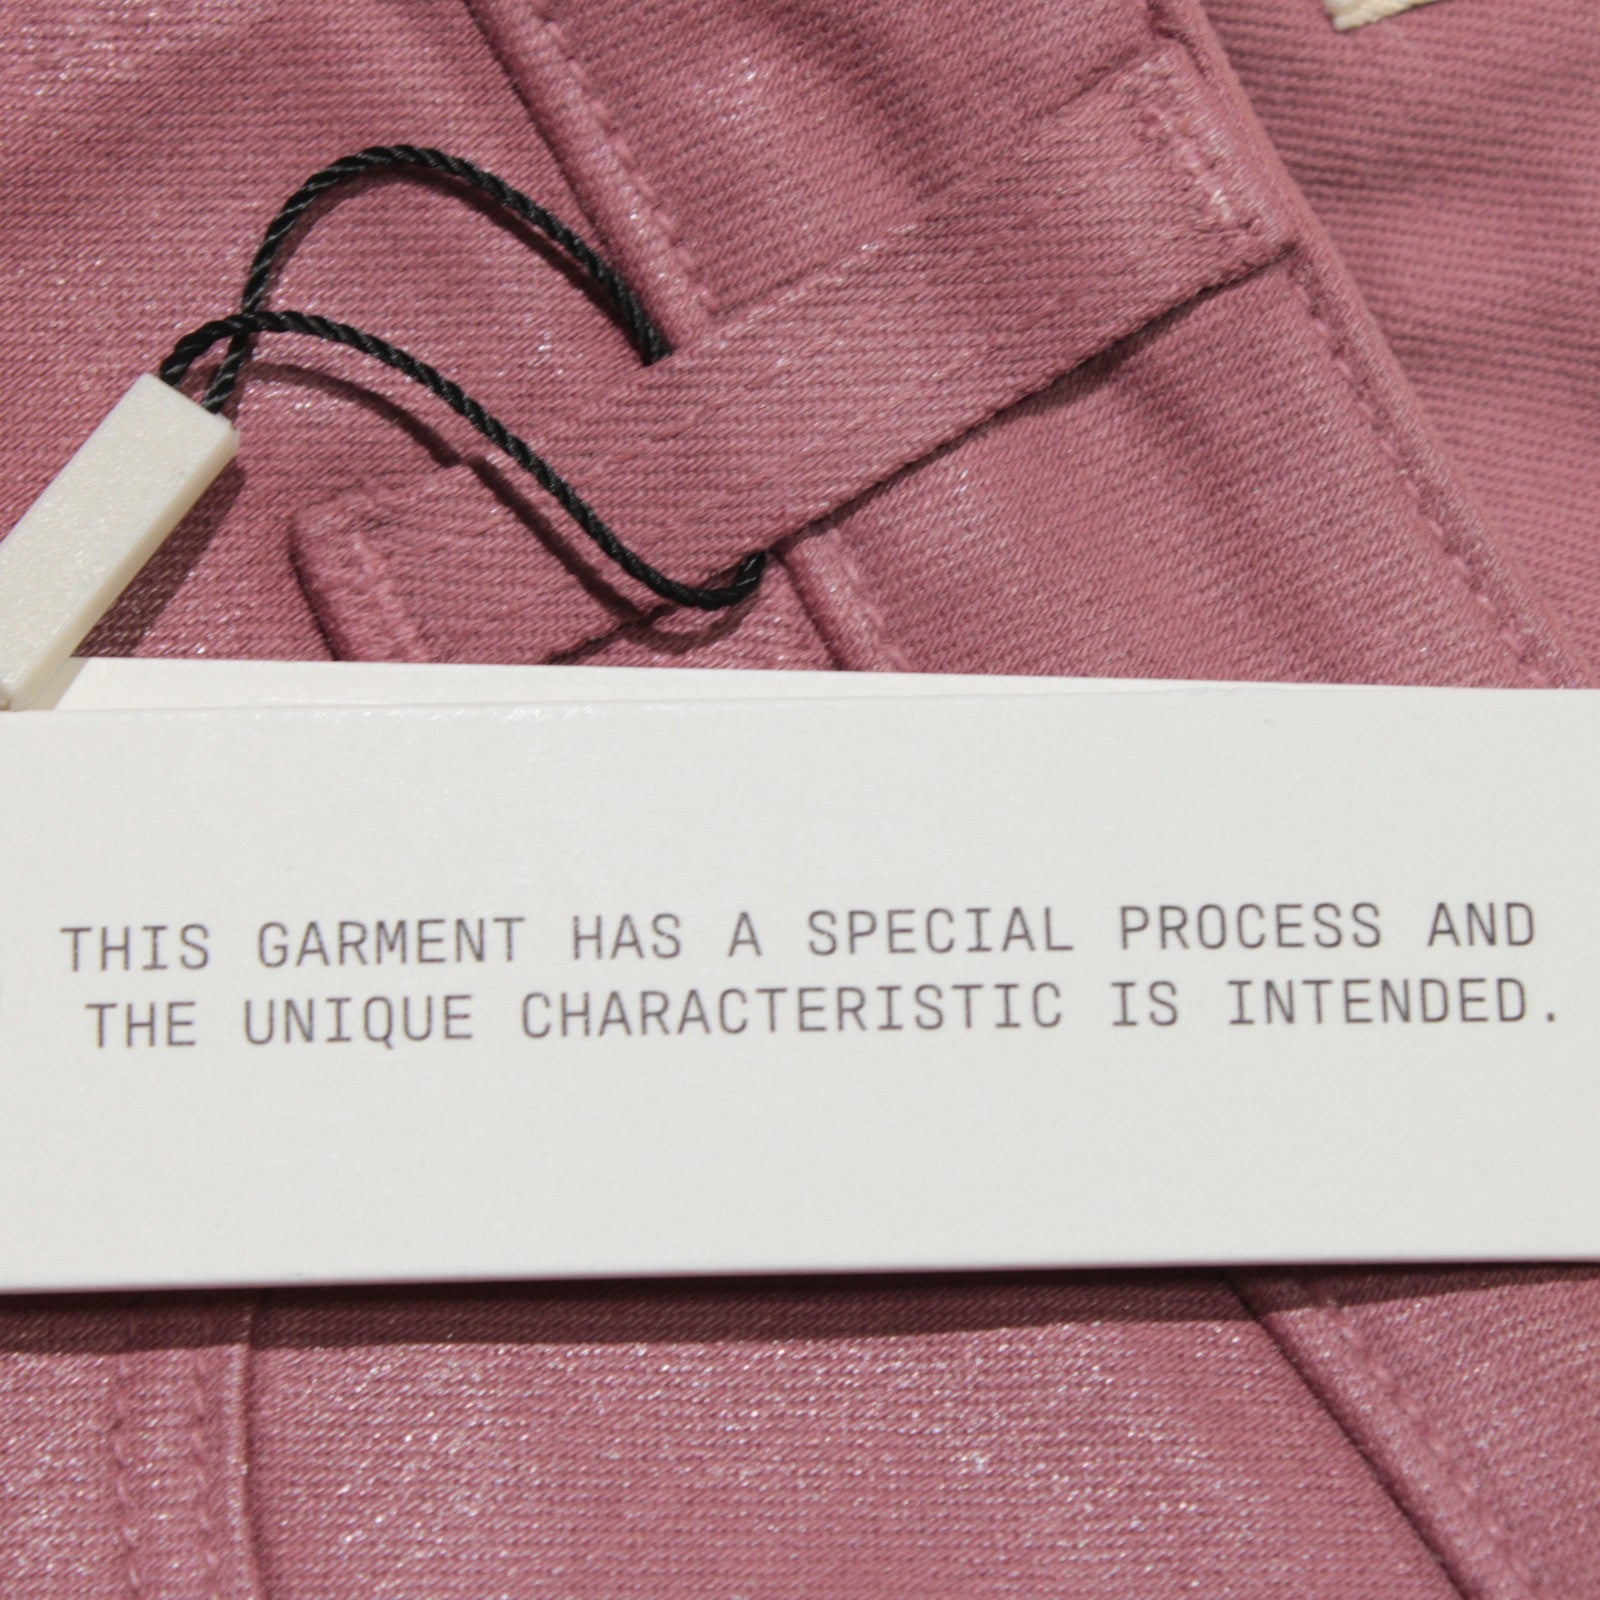 THIS GARMENT HAS A SPECIAL PROCESS AND
THE UNIQUE CHARACTERISTIC IS INTENDED.